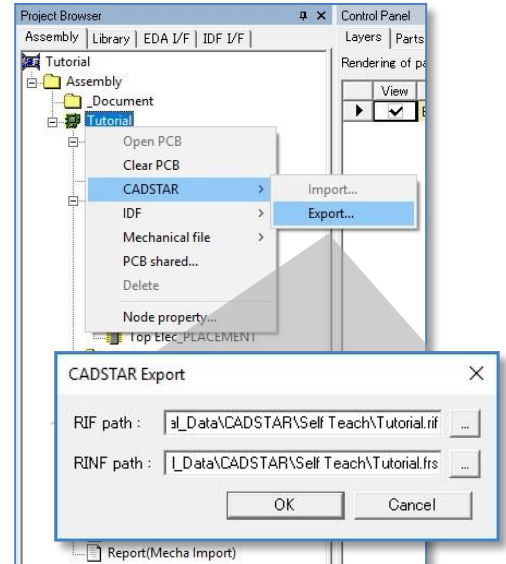 Project Browser
Control Panel
Assembly Library EDA I/F IDF I/F
Layers Parts
Tutorial
Rendering of
Assembly
View
_Document
Tutorial
Open PCB
Clear PCB
CADSTAR
Import...
IDF
Export...
Mechanical file
PCB shared...
Delete
Node property...
Top Elec_PLACEMENT
CADSTAR Export
RIF path : al_Data\CADSTAR\Self Teach\Tutorial.rif ...
RINF path : l_Data\CADSTAR\Self Teach\Tutorial.frs ...
OK Cancel
Report(Mecha Import)